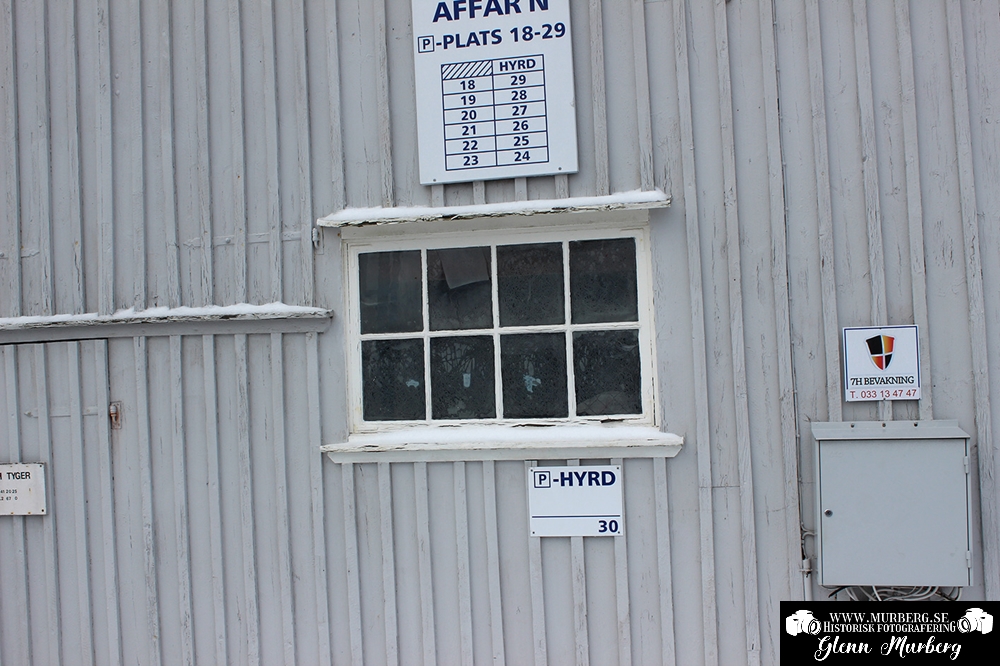 AFFÄR'N
P-PLATS 18-29
HYRD
18 29
19 28
20 27
21 26
22 25
23 24
7H BEVAKNING
T. 033 13 47 47
TYGER
P-HYRD
30
WWW.MURBERG.SE
HISTORISK FOTOGRAFERING
Glenn Murberg